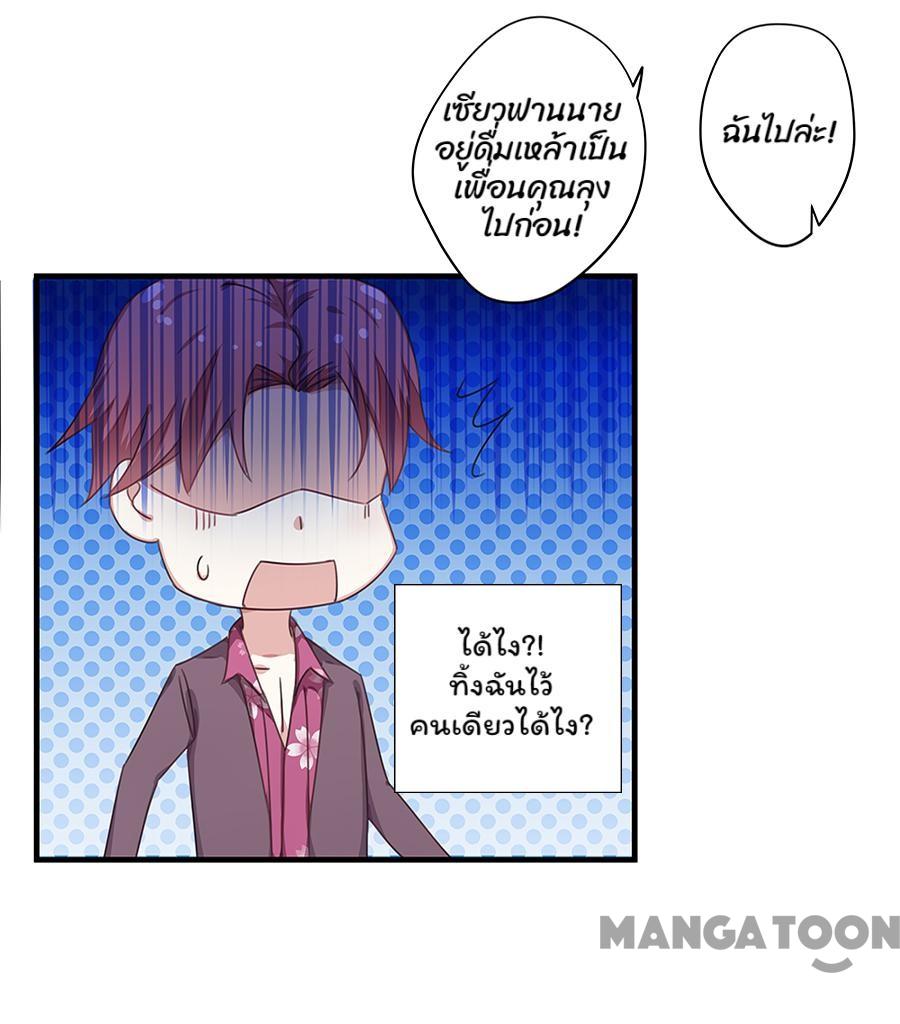 เซียวฟานนาย
อยู่ดื่มเหล้าเป็น
เพื่อนคุณลุง
ไปก่อน!
ฉันไปล่ะ!
ได้ไง?!
ทิ้งฉันไว้
คนเดียวได้ไง?
MANGATOON